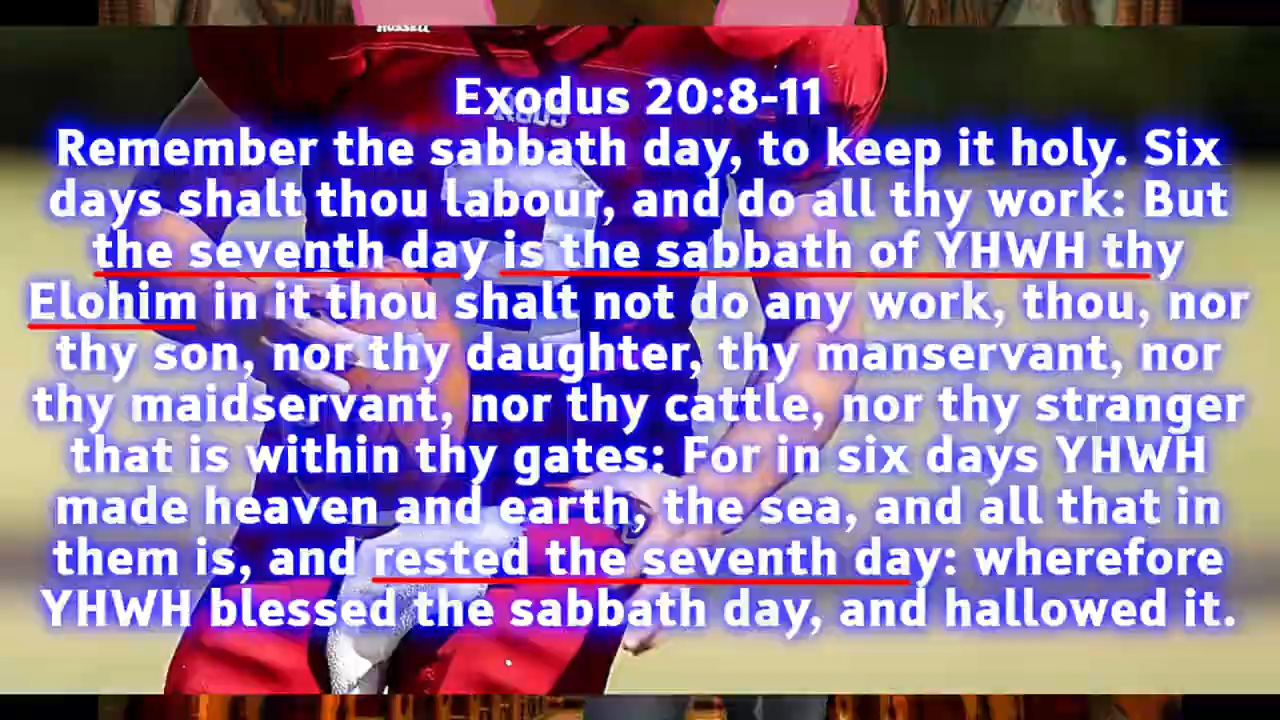 RUSSELL
Exodus 20:8-11
Remember the sabbath day, to keep it holy. Six
days shalt thou labour, and do all thy work: But
the seventh day is the sabbath of YHWH thy
Elohim in it thou shalt not do any work, thou, nor
thy son, nor thy daughter, thy manservant, nor
thy maidservant, nor thy cattle, nor thy stranger
that is within thy gates: For in six days YHWH
made heaven and earth, the sea, and all that in
them is, and rested the seventh day: wherefore
YHWH blessed the sabbath day, and hallowed it.